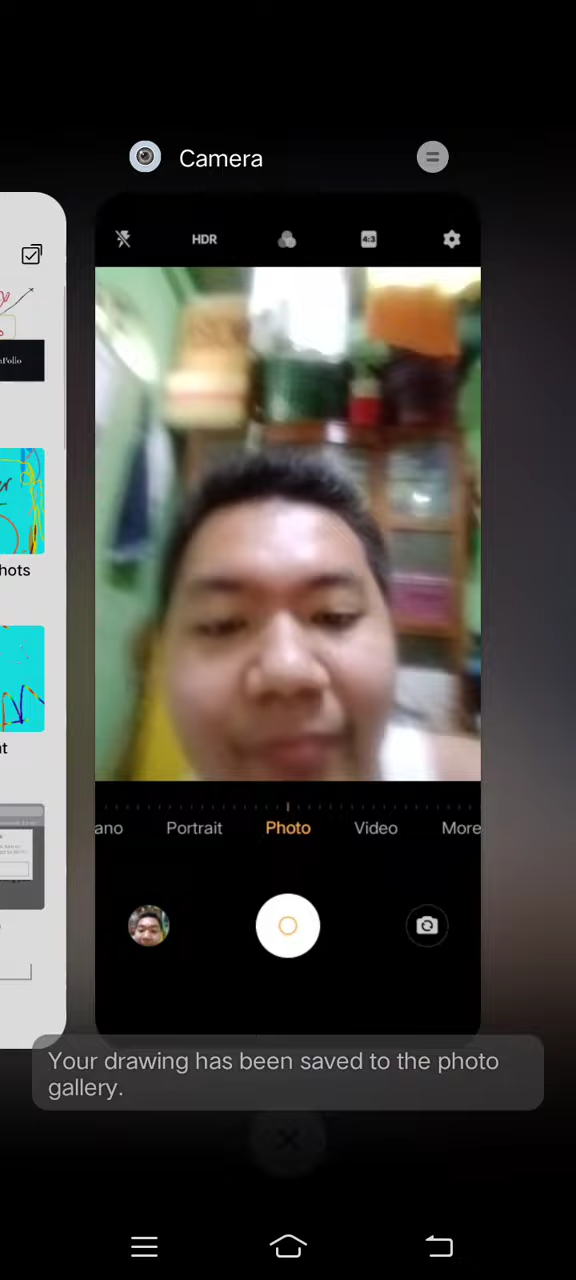 Camera
HDR
4:3
nFolio
hots
ano Portrait Photo Video More
Your drawing has been saved to the photo
gallery.